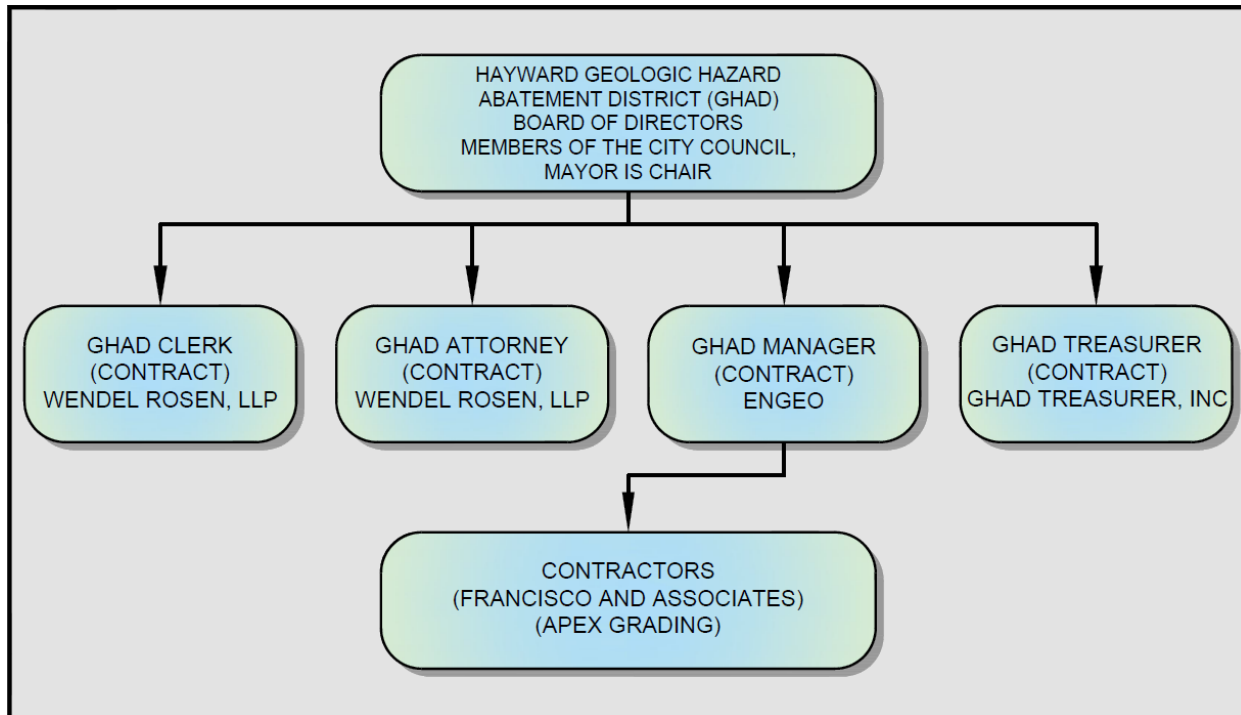 HAYWARD GEOLOGIC HAZARD
ABATEMENT DISTRICT (GHAD)
BOARD OF DIRECTORS
MEMBERS OF THE CITY COUNCIL,
MAYOR IS CHAIR
GHAD CLERK
(CONTRACT)
WENDEL ROSEN, LLP
GHAD ATTORNEY
(CONTRACT)
WENDEL ROSEN, LLP
GHAD MANAGER
(CONTRACT)
ENGEO
GHAD TREASURER
(CONTRACT)
GHAD TREASURER, INC
CONTRACTORS
(FRANCISCO AND ASSOCIATES)
(APEX GRADING)